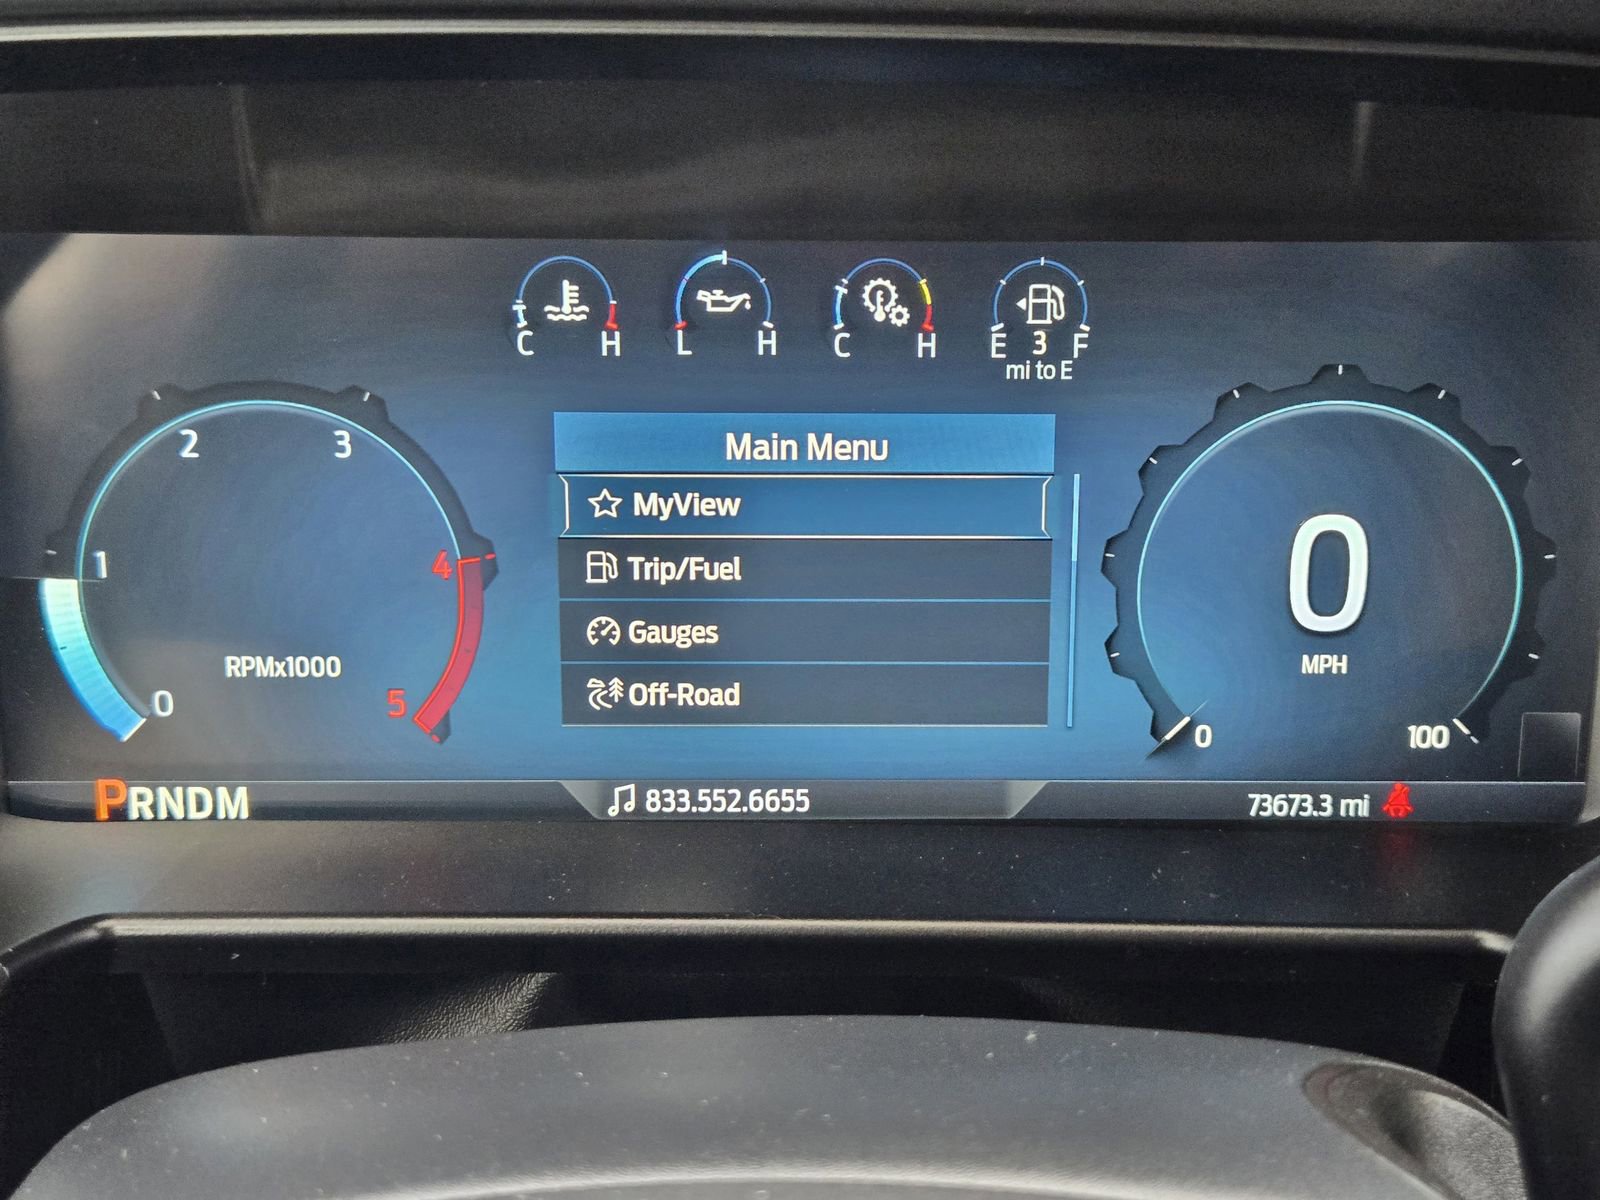 C H
L H
C H
E 3 F
mi to E
Main Menu
MyView
Trip/Fuel
Gauges
Off-Road
0
1
2
3
4
5
RPMx1000
0
MPH
0
100
PRNDM
833.552.6655
73673.3 mi